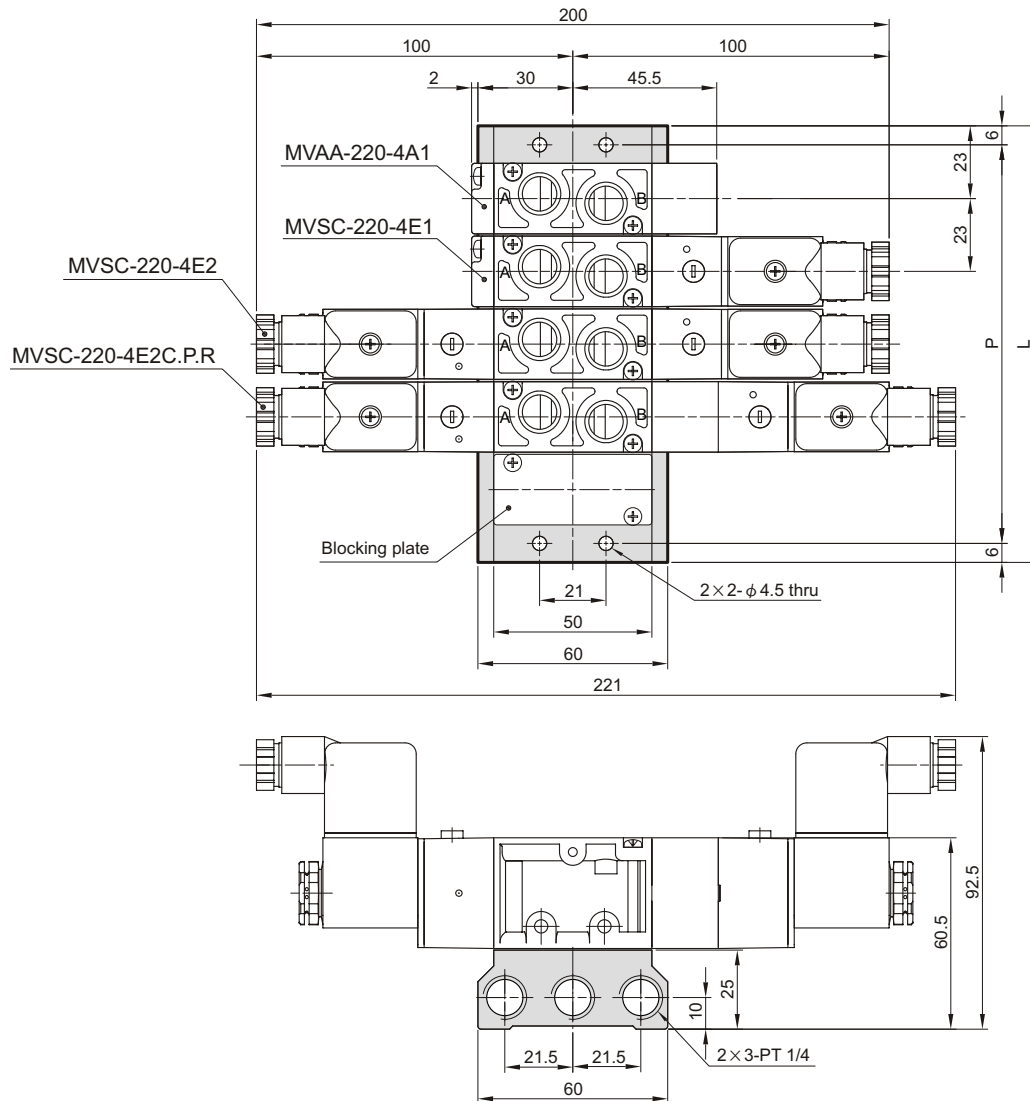 200
100
100
2
30
45.5
6
23
MVAA-220-4A1
A
B
MVSC-220-4E1
23
A
B
MVSC-220-4E2
A
B
P
L
MVSC-220-4E2C.P.R
A
B
Blocking plate
6
21
2×2-ϕ4.5 thru
50
60
221
92.5
60.5
25
10
2×3-PT 1/4
21.5
21.5
60